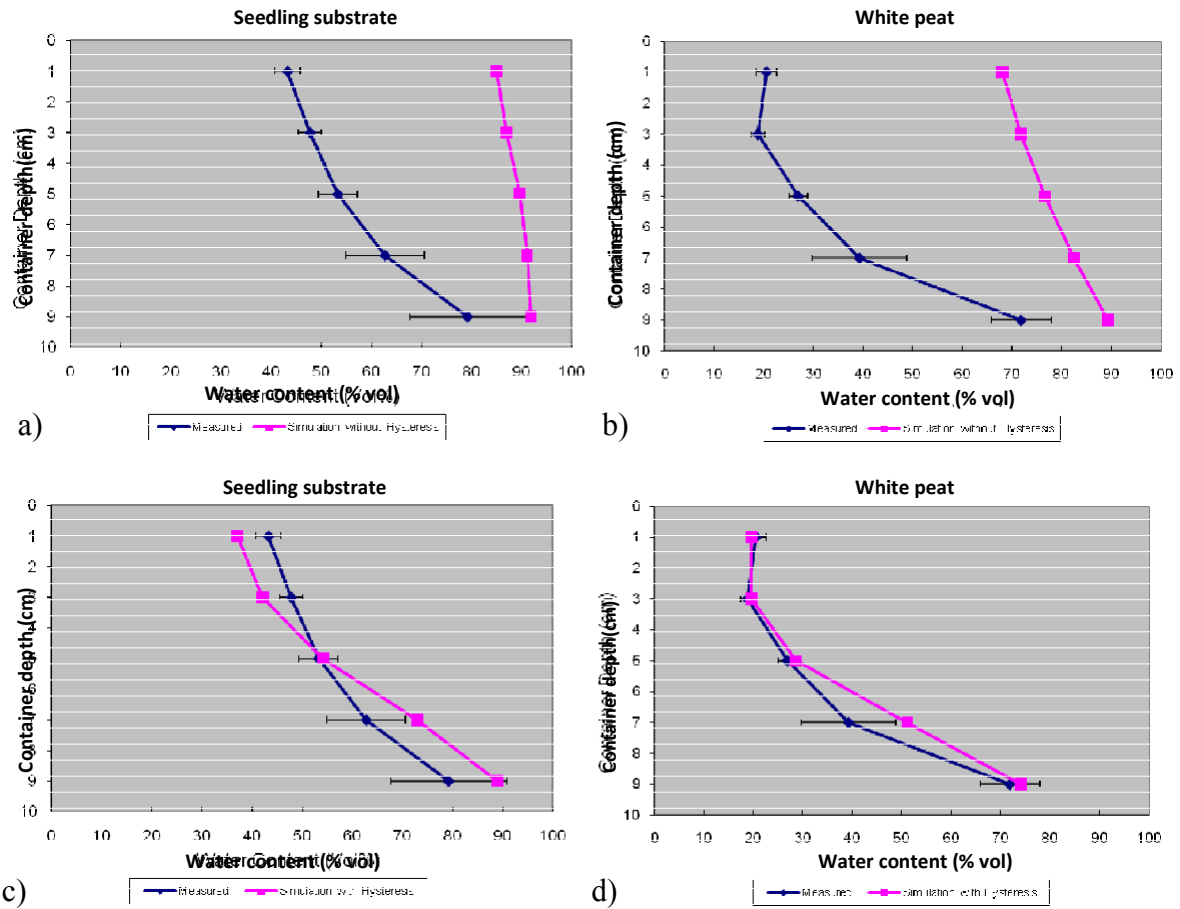 Seedling substrate
0
1
2
3
4
5
6
7
8
9
10
Container depth (cm)
0 10 20 30 40 50 60 70 80 90 100
Water content (% vol)
Measured Simulation without Hysteresis
a)
White peat
0
1
2
3
4
5
6
7
8
9
10
Container depth (cm)
0 10 20 30 40 50 60 70 80 90 100
Water content (% vol)
Measured Simulation without Hysteresis
b)
Seedling substrate
0
1
2
3
4
5
6
7
8
9
10
Container depth (cm)
0 10 20 30 40 50 60 70 80 90 100
Water content (% vol)
Measured Simulation with Hysteresis
c)
White peat
0
1
2
3
4
5
6
7
8
9
10
Container depth (cm)
0 10 20 30 40 50 60 70 80 90 100
Water content (% vol)
Measured Simulation with Hysteresis
d)